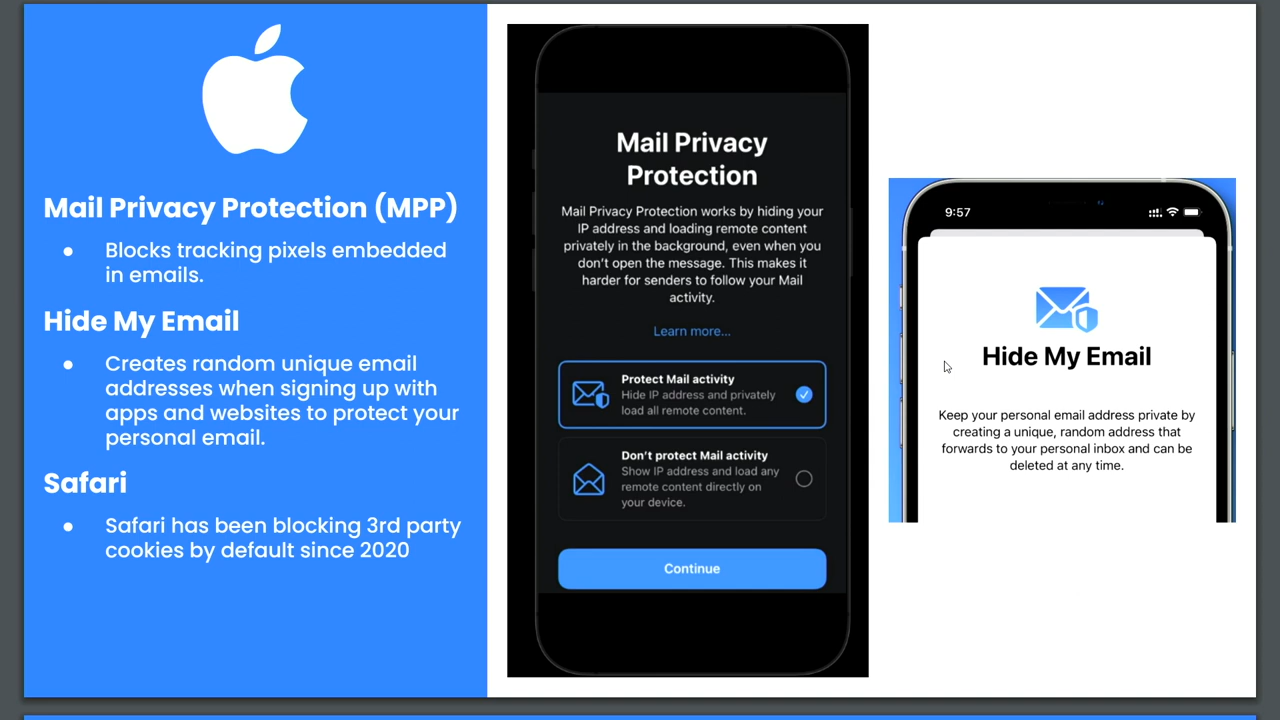 Mail Privacy Protection (MPP)
● Blocks tracking pixels embedded
in emails.
Hide My Email
● Creates random unique email
addresses when signing up with
apps and websites to protect your
personal email.
Safari
● Safari has been blocking 3rd party
cookies by default since 2020
Mail Privacy
Protection
Mail Privacy Protection works by hiding your
IP address and loading remote content
privately in the background, even when you
don't open the message. This makes it
harder for senders to follow your Mail
activity.
Learn more...
Protect Mail activity
Hide IP address and privately
load all remote content.
Don't protect Mail activity
Show IP address and load any
remote content directly on
your device.
Continue
9:57
Hide My Email
Keep your personal email address private by
creating a unique, random address that
forwards to your personal inbox and can be
deleted at any time.